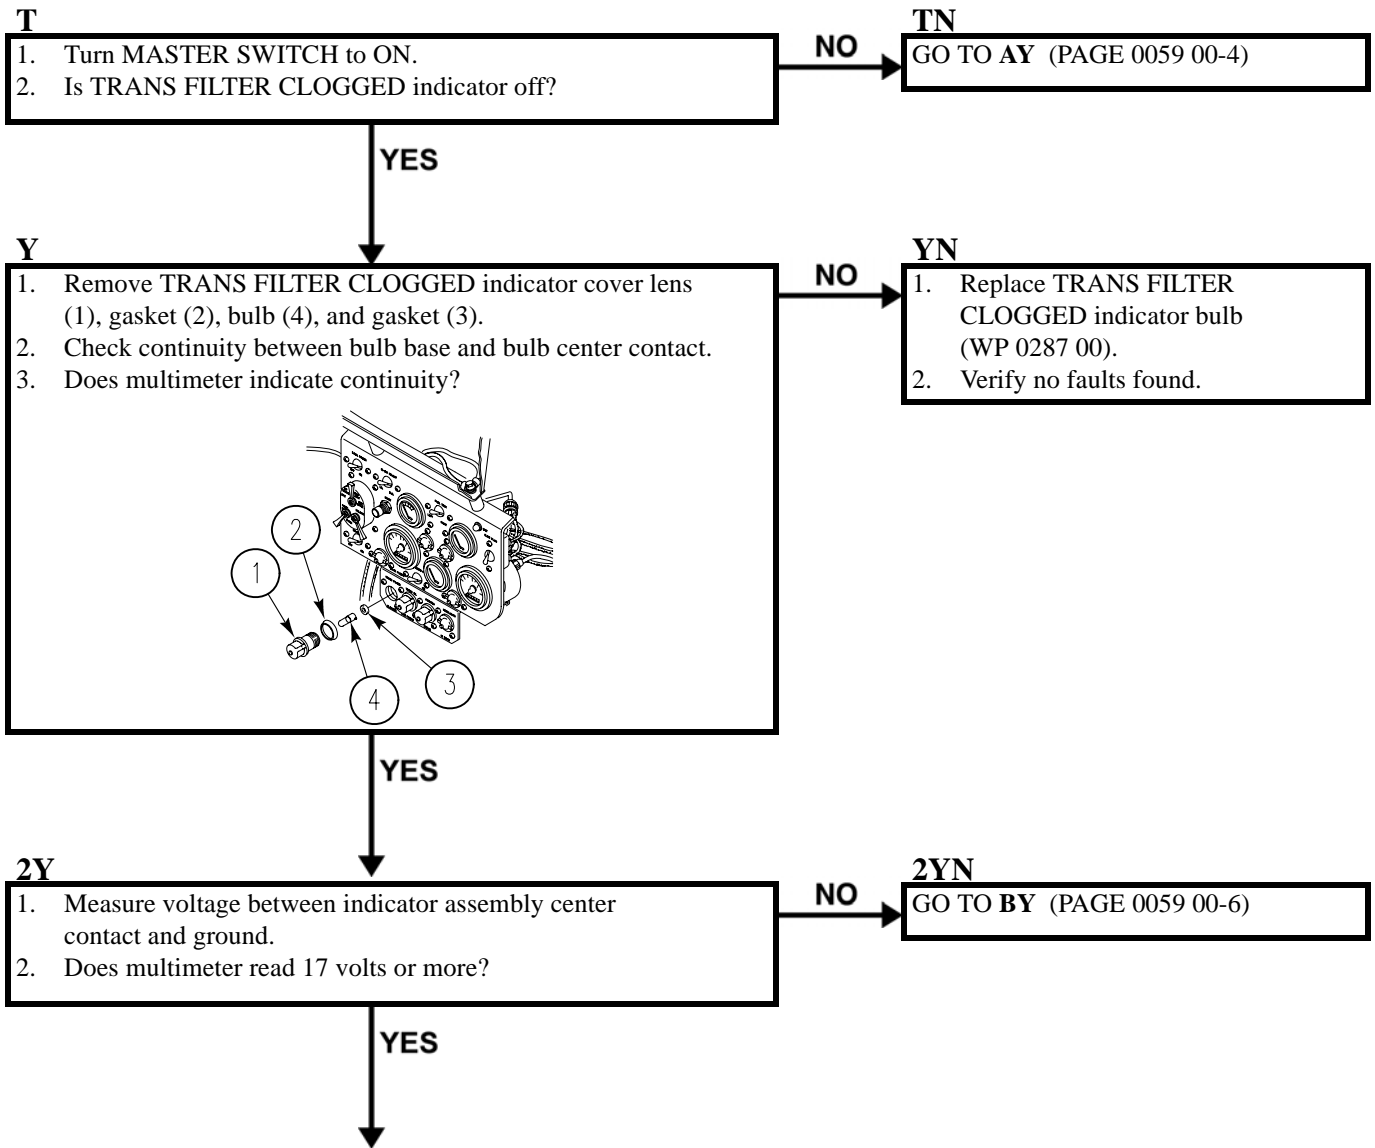 T
1. Turn MASTER SWITCH to ON.
2. Is TRANS FILTER CLOGGED indicator off?
NO
TN
GO TO AY (PAGE 0059 00-4)
YES
Y
1. Remove TRANS FILTER CLOGGED indicator cover lens
(1), gasket (2), bulb (4), and gasket (3).
2. Check continuity between bulb base and bulb center contact.
3. Does multimeter indicate continuity?
2
1
4
3
NO
YN
1. Replace TRANS FILTER
CLOGGED indicator bulb
(WP 0287 00).
2. Verify no faults found.
YES
2Y
1. Measure voltage between indicator assembly center
contact and ground.
2. Does multimeter read 17 volts or more?
NO
2YN
GO TO BY (PAGE 0059 00-6)
YES